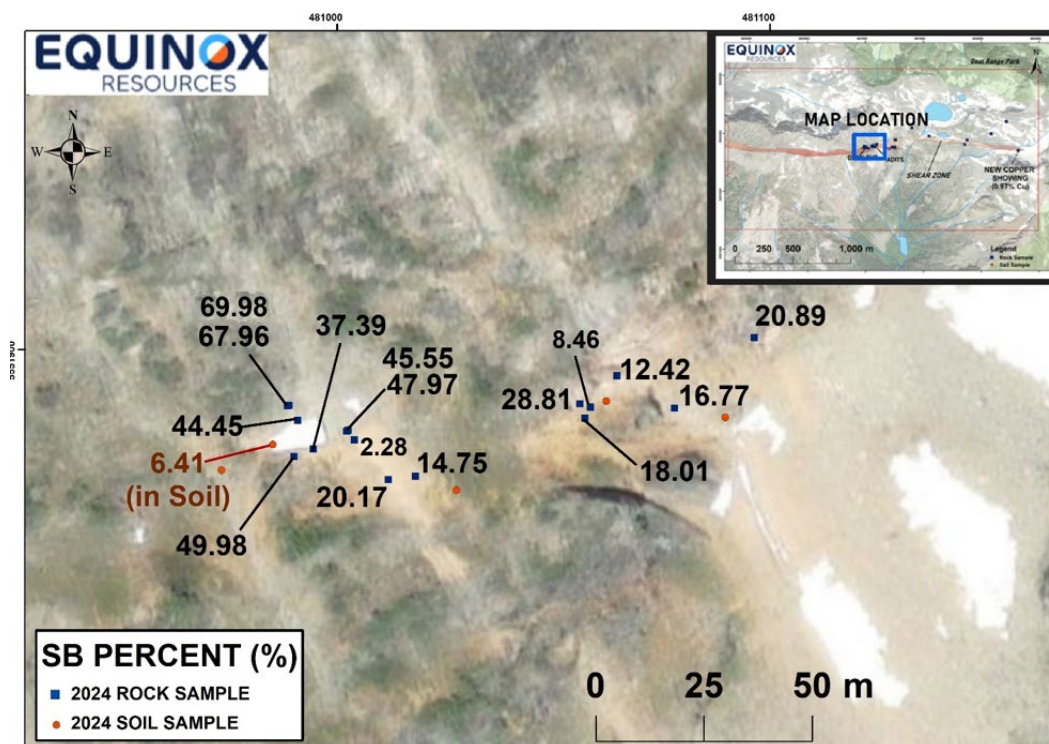 481000
481100
EQUINOX
RESOURCES
N
W
E
S
EQUINOX
RESOURCES
N
MAP LOCATION
ADITS
SHEAR ZONE
NEW COPPER
SHOWING
(0.97% Cu)
0 250 500 1,000 m
Legend
Rock Sample
Soil Sample
69.98
67.96
37.39
45.55
47.97
8.46
20.89
12.42
44.45
28.81
16.77
6.41
(in Soil)
2.28
14.75
18.01
20.17
49.98
SB PERCENT (%)
2024 ROCK SAMPLE
2024 SOIL SAMPLE
0 25 50 m